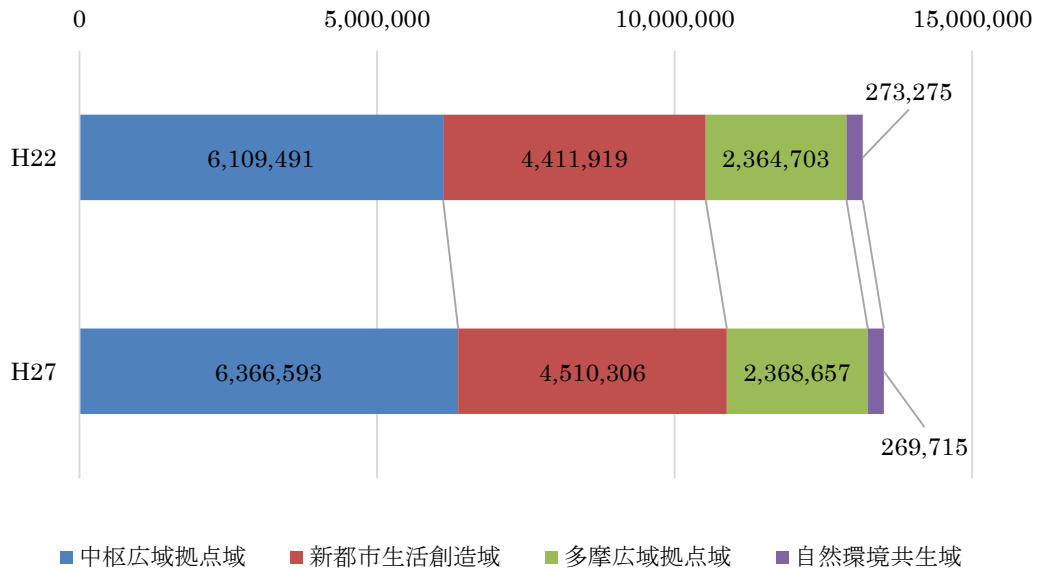 0 5,000,000 10,000,000 15,000,000
273,275
H22 6,109,491 4,411,919 2,364,703
H27 6,366,593 4,510,306 2,368,657
269,715
中枢広域拠点域 新都市生活創造域 多摩広域拠点域 自然環境共生域